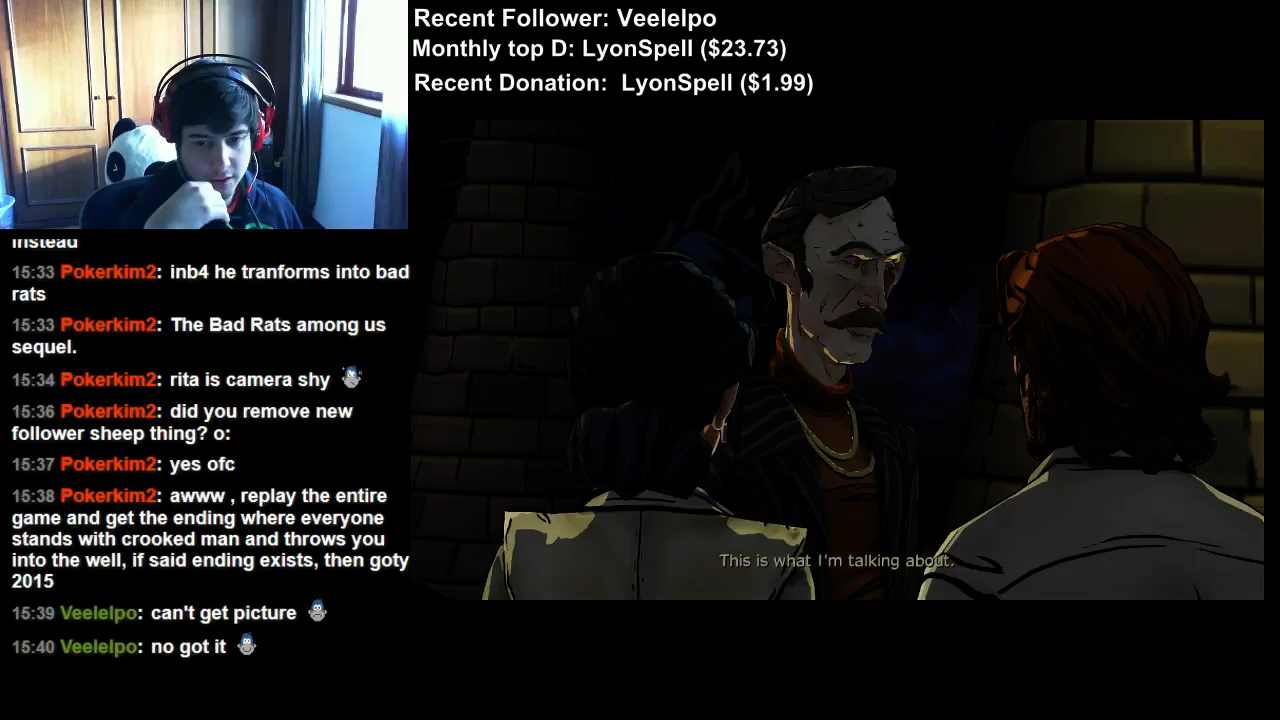 Recent Follower: Veelelpo
Monthly top D: LyonSpell ($23.73)
Recent Donation: LyonSpell ($1.99)
instead
15:33 Pokerkim2: inb4 he tranforms into bad
rats
15:33 Pokerkim2: The Bad Rats among us
sequel.
15:34 Pokerkim2: rita is camera shy
15:36 Pokerkim2: did you remove new
follower sheep thing? o:
15:37 Pokerkim2: yes ofc
15:38 Pokerkim2: awww , replay the entire
game and get the ending where everyone
stands with crooked man and throws you
into the well, if said ending exists, then goty
2015
15:39 Veelelpo: can't get picture
15:40 Veelelpo: no got it
This is what I'm talking about.